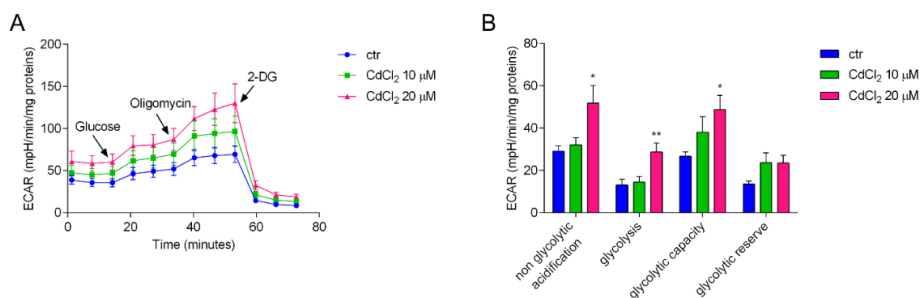 A
ECAR (mpH/min/mg proteins)
200
150
100
50
0
0
20
40
60
80
Time (minutes)
Glucose
Oligomycin
2-DG
ctr
CdCl₂ 10 μM
CdCl₂ 20 μM
B
ECAR (mpH/min/mg proteins)
80
60
40
20
0
*
**
*
non glycolytic
acidification
glycolysis
glycolytic capacity
glycolytic reserve
ctr
CdCl₂ 10 μM
CdCl₂ 20 μM